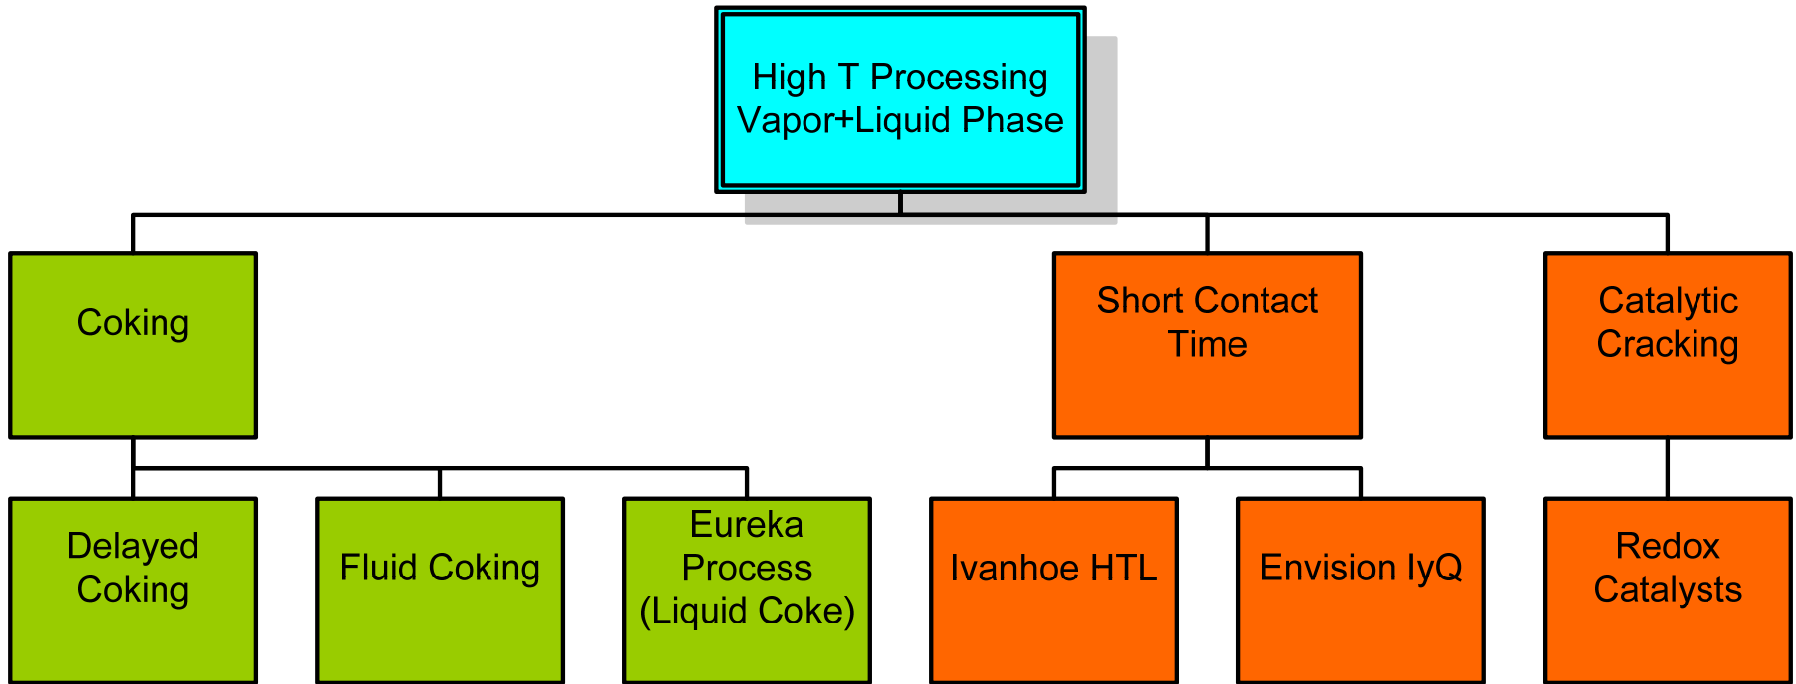 High T Processing
Vapor+Liquid Phase
Coking
Short Contact
Time
Catalytic
Cracking
Delayed
Coking
Fluid Coking
Eureka
Process
(Liquid Coke)
Ivanhoe HTL
Envision IyQ
Redox
Catalysts